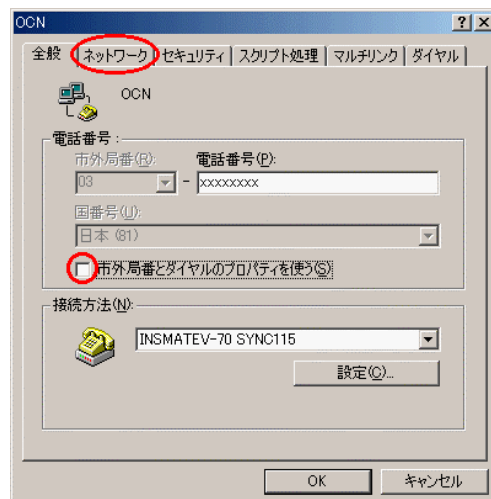 OCN
全般 ネットワーク セキュリティ スクリプト処理 マルチリンク ダイヤル
OCN
電話番号:
市外局番(R): 電話番号(P):
03 - xxxxxxxx
国番号(U):
日本 (81)
市外局番とダイヤルのプロパティを使う(S)
接続方法(N):
INSMATEV-70 SYNC115
設定(C)...
OK キャンセル